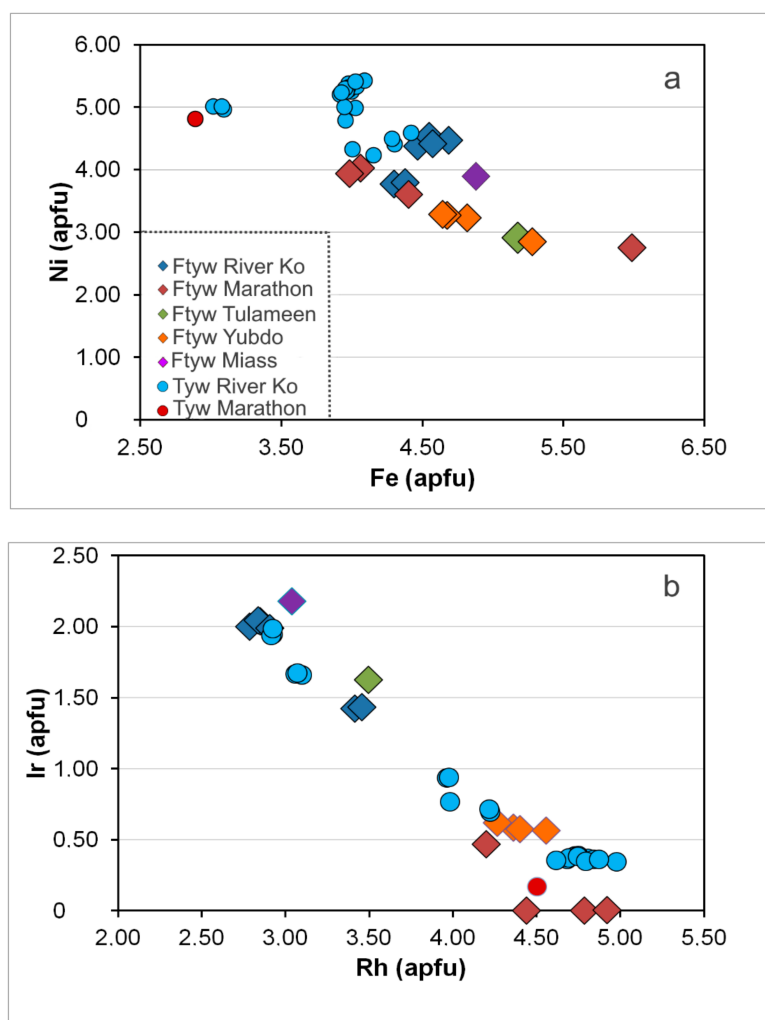 a
6.00
5.00
4.00
3.00
2.00
1.00
0
Ni (apfu)
Ftyw River Ko
Ftyw Marathon
Ftyw Tulameen
Ftyw Yubdo
Ftyw Miass
Tyw River Ko
Tyw Marathon
2.50 3.50 4.50 5.50 6.50
Fe (apfu)
b
2.50
2.00
1.50
1.00
0.50
0
Ir (apfu)
2.00 2.50 3.00 3.50 4.00 4.50 5.00 5.50
Rh (apfu)